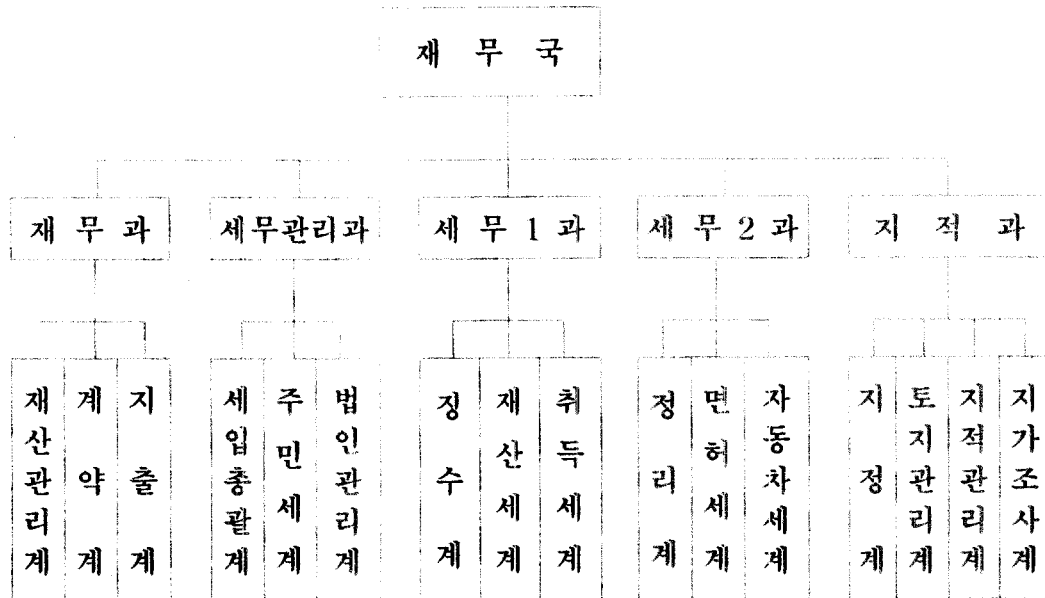 재 무 국
재 무 과
세무관리과
세 무 1 과
세 무 2 과
지 적 과
재산관리계
계 약 계
지 출 계
세입총괄계
주민세계
법인관리계
징 수 계
재산세계
취득세계
정 리 계
면허세계
자동차세계
지 정 계
토지관리계
지적관리계
지가조사계